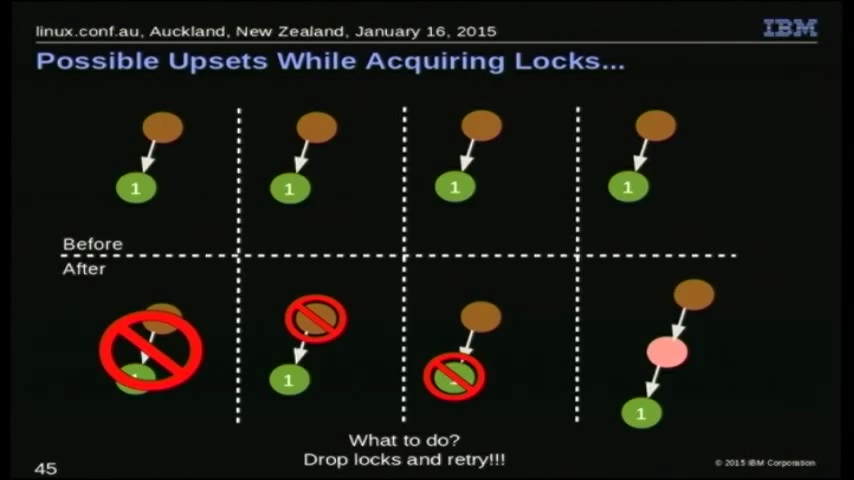 linux.conf.au, Auckland, New Zealand, January 16, 2015
IBM
Possible Upsets While Acquiring Locks...
1 1 1 1
Before
After
1 1 1 1
What to do?
Drop locks and retry!!!
45
© 2015 IBM Corporation